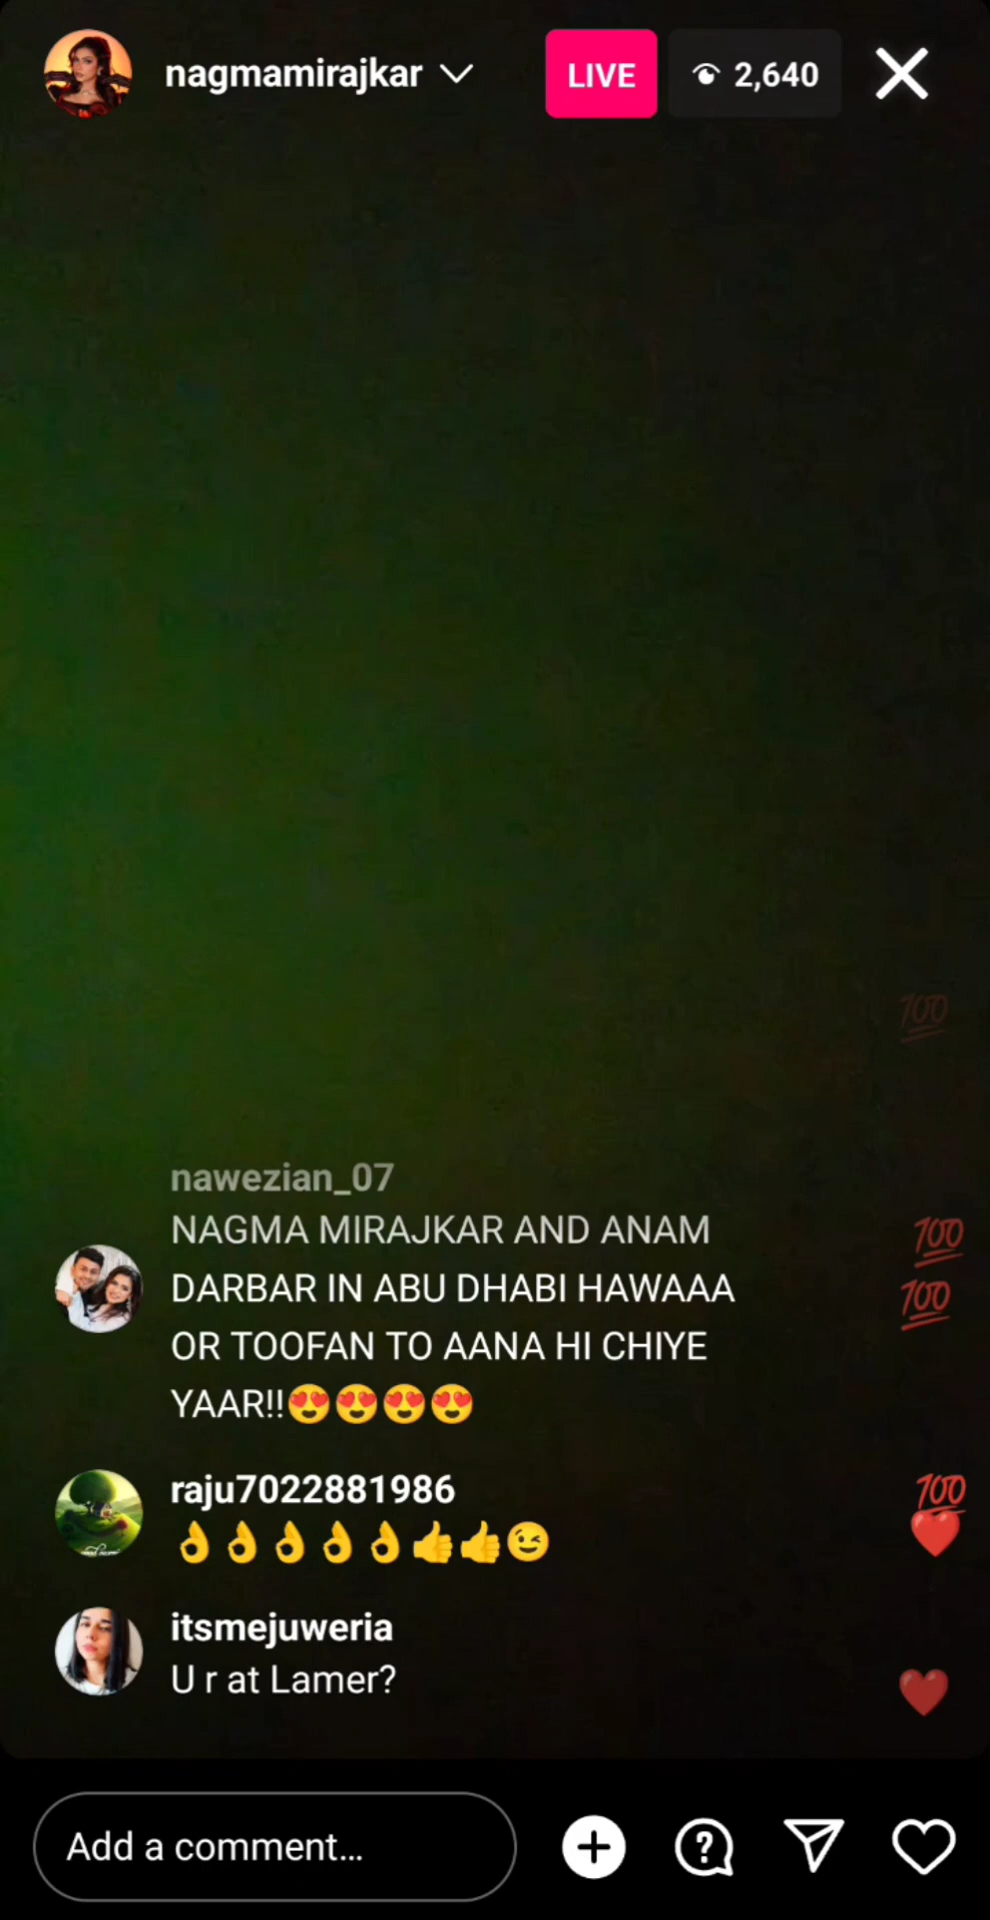 nagmamirajkar
LIVE
2,640
nawezian_07
NAGMA MIRAJKAR AND ANAM
DARBAR IN ABU DHABI HAWAAA
OR TOOFAN TO AANA HI CHIYE
YAAR!!😍😍😍😍
raju7022881986
👌👌👌👌👌👍👍😉
itsmejuweria
U r at Lamer?
Add a comment...